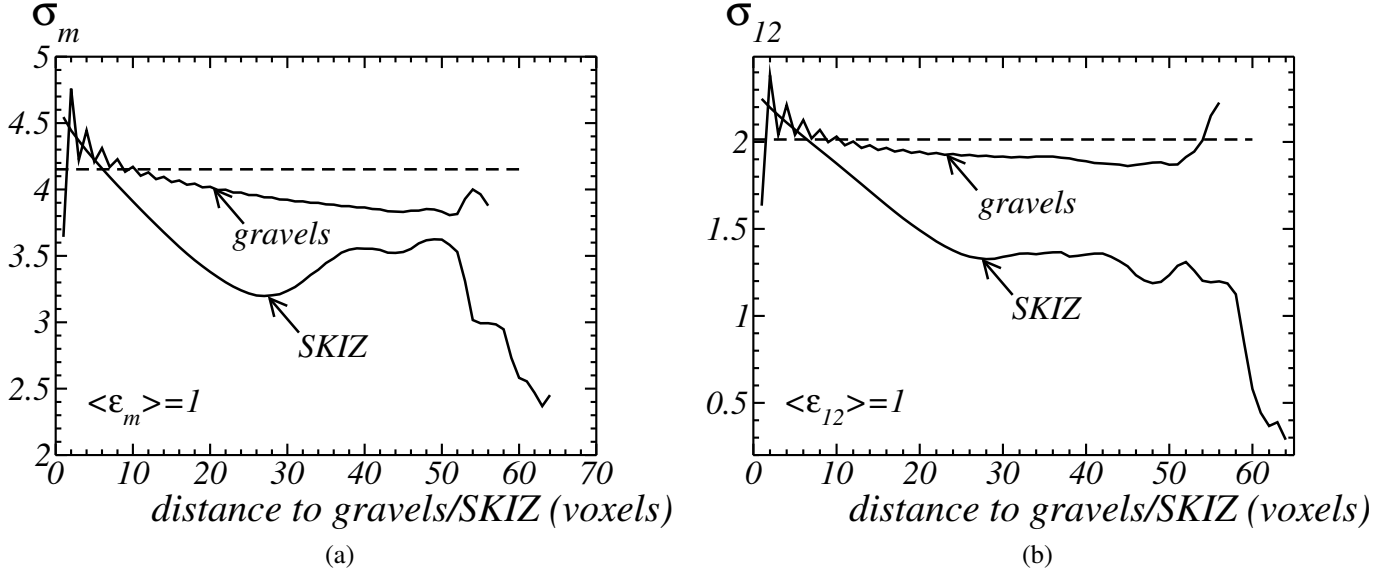 σm
5
4.5
4
3.5
3
2.5
2
0 10 20 30 40 50 60 70
gravels
SKIZ
<εm>=1
distance to gravels/SKIZ (voxels)
(a)
σ12
2
1.5
1
0.5
0 10 20 30 40 50 60
gravels
SKIZ
<ε12>=1
distance to gravels/SKIZ (voxels)
(b)